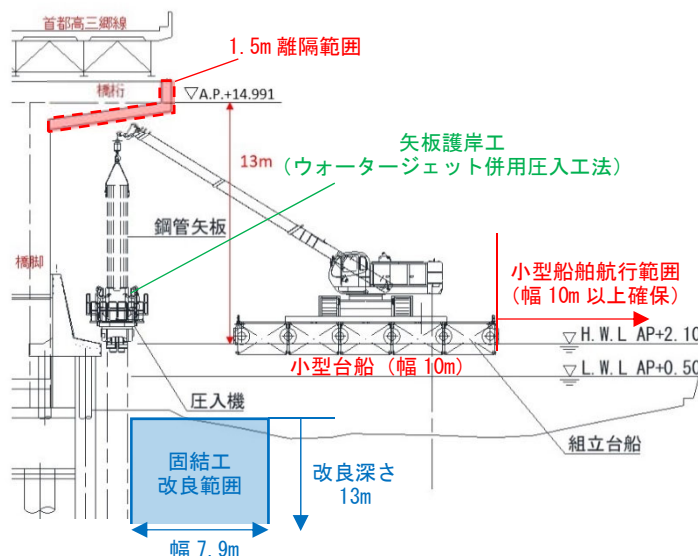 首都高三郷線
1.5m 離隔範囲
橋桁
▽A.P.+14.991
矢板護岸工
（ウォータージェット併用圧入工法）
13m
鋼管矢板
橋脚
小型船舶航行範囲
（幅 10m 以上確保）
▽ H.W.L AP+2.10
小型台船（幅 10m）
▽ L.W.L AP+0.50
圧入機
組立台船
固結工
改良範囲
改良深さ
13m
幅 7.9m